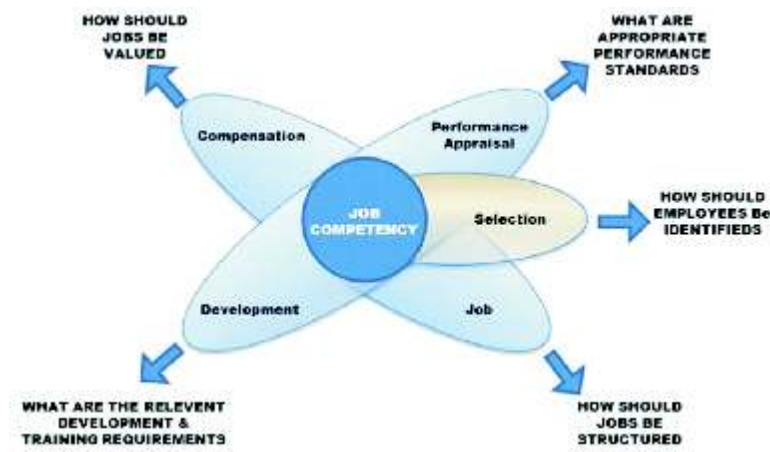 HOW SHOULD
JOBS BE
VALUED
WHAT ARE
APPROPRIATE
PERFORMANCE
STANDARDS
Compensation
Performance
Appraisal
JOB
COMPETENCY
Selection
HOW SHOULD
EMPLOYEES Be
IDENTIFIEDS
Development
Job
WHAT ARE THE RELEVENT
DEVELOPMENT &
TRAINING REQUIREMENTS
HOW SHOULD
JOBS BE
STRUCTURED